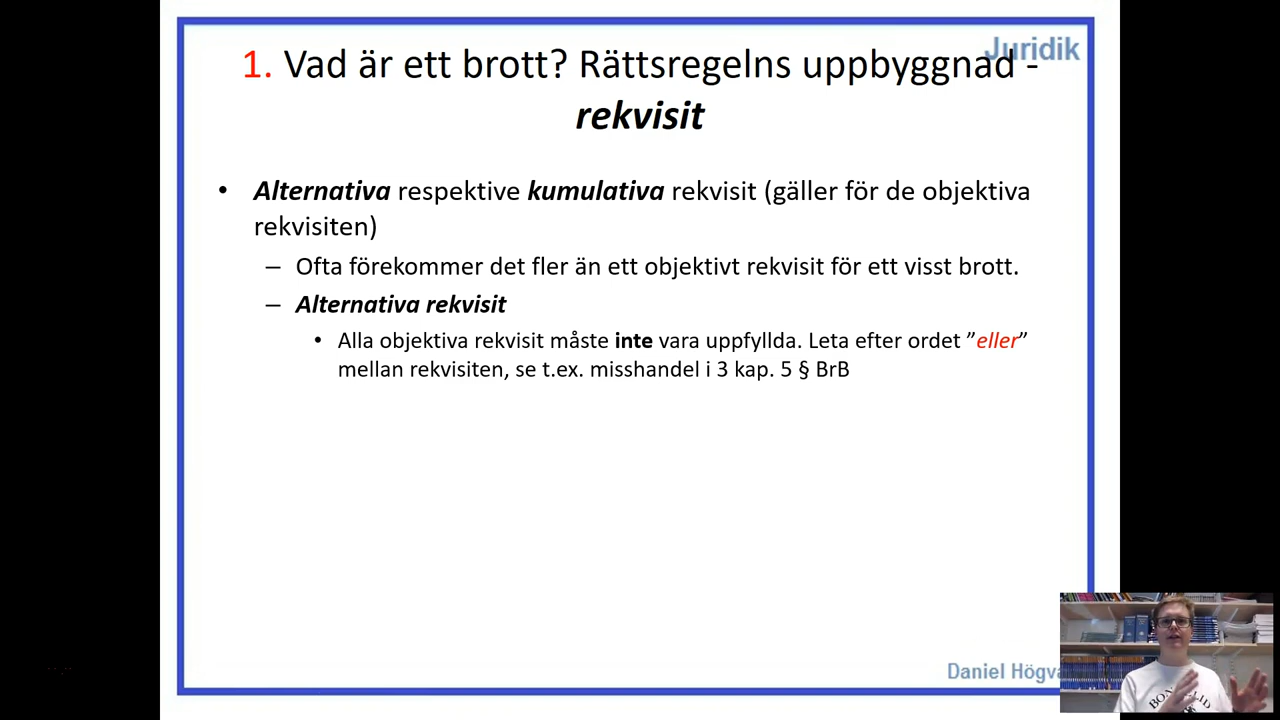 Juridik
1. Vad är ett brott? Rättsregelns uppbyggnad -
rekvisit
• Alternativa respektive kumulativa rekvisit (gäller för de objektiva
rekvisiten)
– Ofta förekommer det fler än ett objektivt rekvisit för ett visst brott.
– Alternativa rekvisit
• Alla objektiva rekvisit måste inte vara uppfyllda. Leta efter ordet ”eller”
mellan rekvisiten, se t.ex. misshandel i 3 kap. 5 § BrB
Daniel